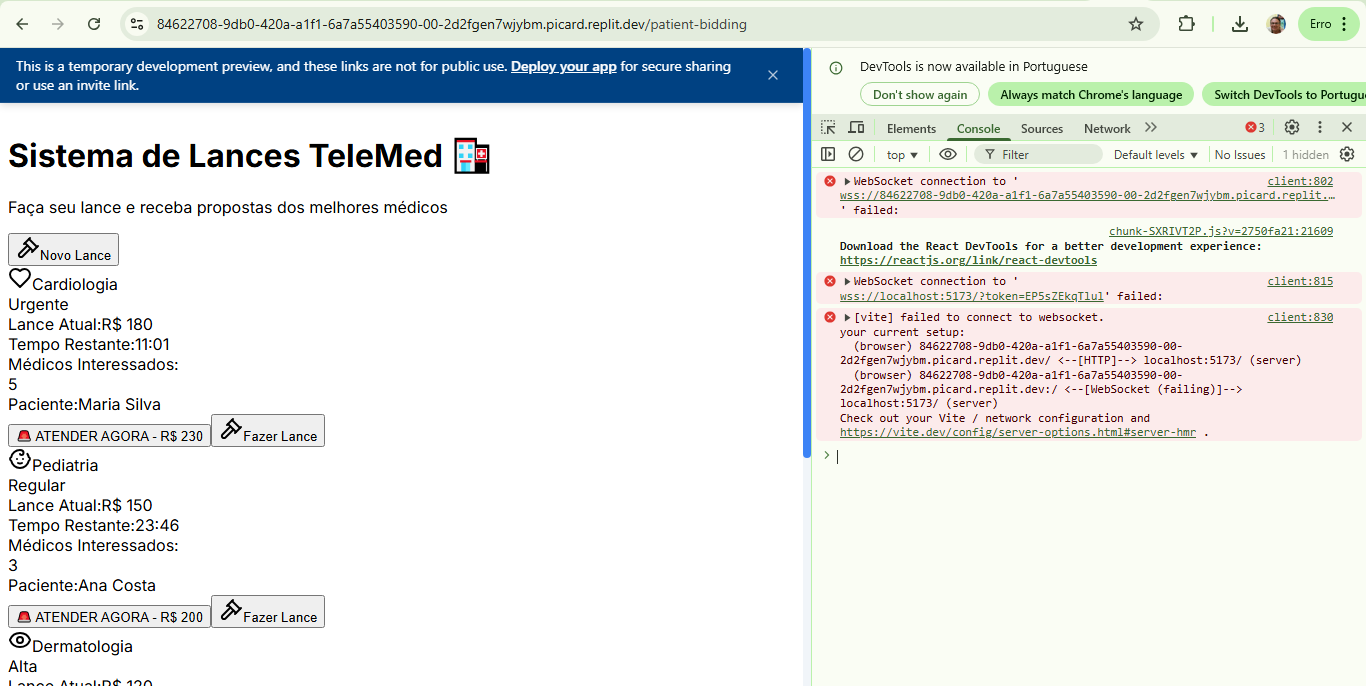 84622708-9db0-420a-a1f1-6a7a55403590-00-2d2fgen7wjybm.picard.replit.dev/patient-bidding
Erro
This is a temporary development preview, and these links are not for public use. Deploy your app for secure sharing
or use an invite link.
Sistema de Lances TeleMed
Faça seu lance e receba propostas dos melhores médicos
Novo Lance
Cardiologia
Urgente
Lance Atual:R$ 180
Tempo Restante:11:01
Médicos Interessados:
5
Paciente:Maria Silva
ATENDER AGORA - R$ 230
Fazer Lance
Pediatria
Regular
Lance Atual:R$ 150
Tempo Restante:23:46
Médicos Interessados:
3
Paciente:Ana Costa
ATENDER AGORA - R$ 200
Fazer Lance
Dermatologia
Alta
Lance Atual:R$ 120
DevTools is now available in Portuguese
Don't show again
Always match Chrome's language
Switch DevTools to Portugu
Elements
Console
Sources
Network
3
top
Filter
Default levels
No Issues
1 hidden
WebSocket connection to ' client:802
wss://84622708-9db0-420a-a1f1-6a7a55403590-00-2d2fgen7wjybm.picard.replit.…
' failed:
chunk-SXRIVT2P.js?v=2750fa21:21609
Download the React DevTools for a better development experience:
https://reactjs.org/link/react-devtools
WebSocket connection to ' client:815
wss://localhost:5173/?token=EP5sZEkqTlul' failed:
[vite] failed to connect to websocket. client:830
your current setup:
(browser) 84622708-9db0-420a-a1f1-6a7a55403590-00-
2d2fgen7wjybm.picard.replit.dev/ <--[HTTP]--> localhost:5173/ (server)
(browser) 84622708-9db0-420a-a1f1-6a7a55403590-00-
2d2fgen7wjybm.picard.replit.dev:/ <--[WebSocket (failing)]-->
localhost:5173/ (server)
Check out your Vite / network configuration and
https://vite.dev/config/server-options.html#server-hmr .